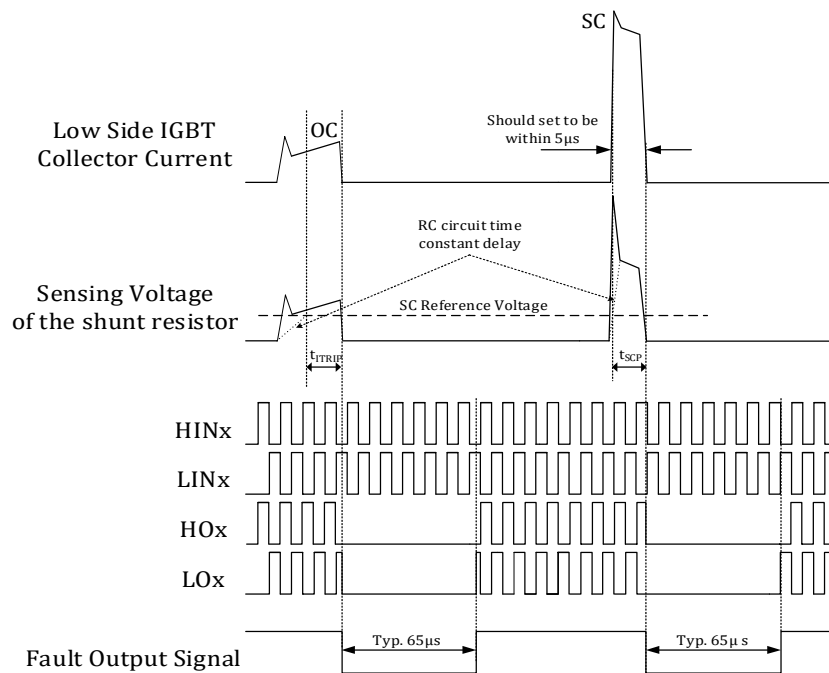 SC
OC
Should set to be
within 5μs
Low Side IGBT
Collector Current
RC circuit time
constant delay
Sensing Voltage
of the shunt resistor
SC Reference Voltage
tITRIP
tSCP
HINx
LINx
HOx
LOx
Typ. 65μs
Typ. 65μ s
Fault Output Signal